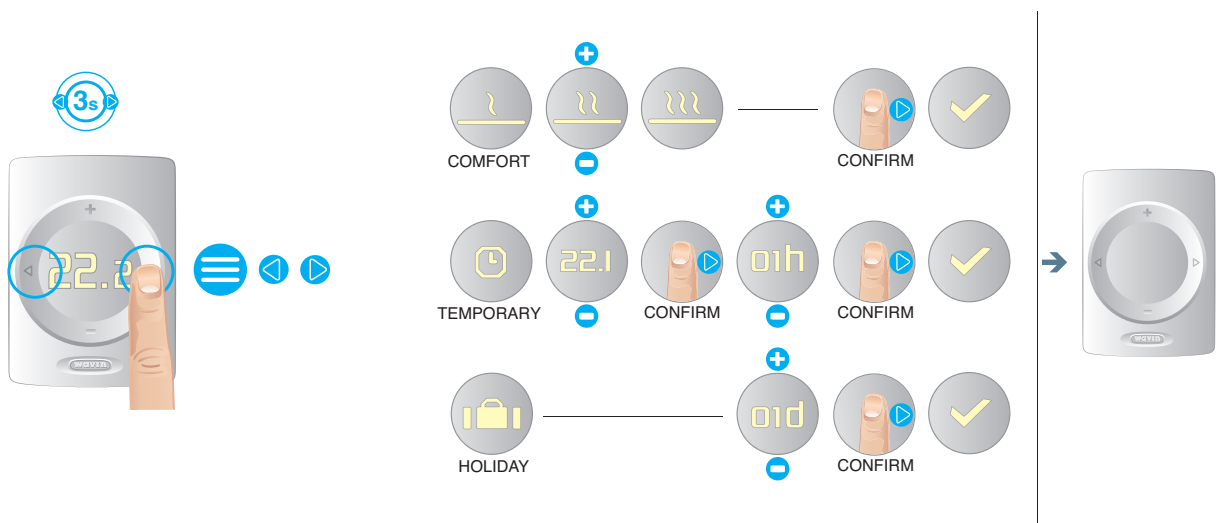 3s
22.2
wavin
COMFORT
CONFIRM
22.1
01h
TEMPORARY
CONFIRM
CONFIRM
01d
HOLIDAY
CONFIRM
wavin